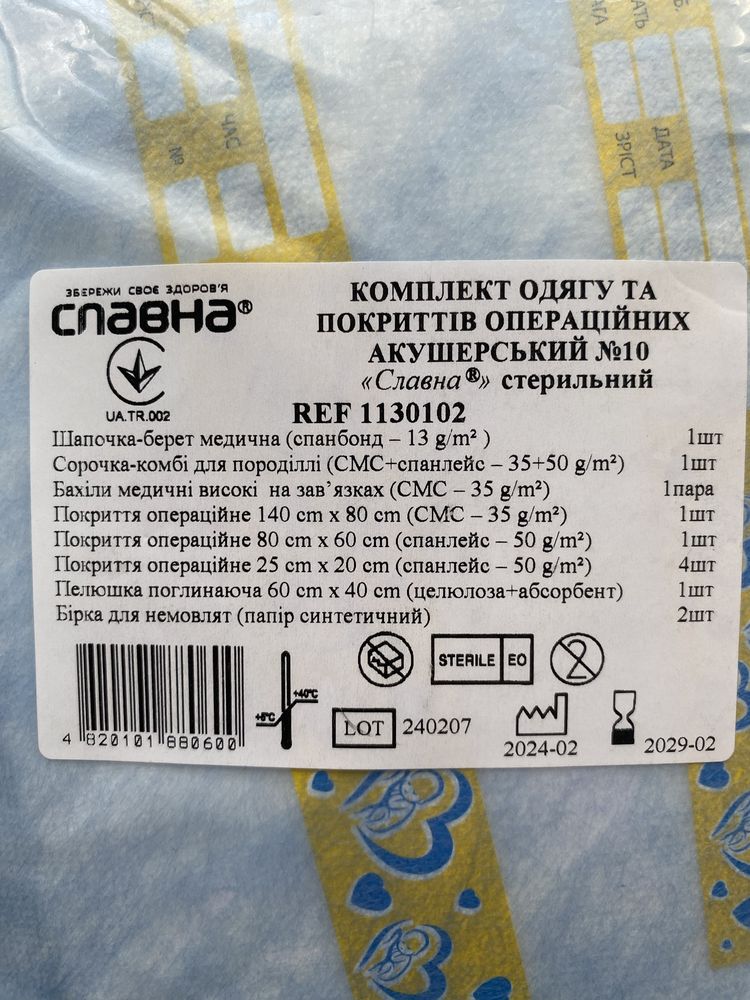 ЧАС
№
АТЬ
АГА
ДАТА
ЗРІСТ
ЗБЕРЕЖИ СВОЄ ЗДОРОВ'Я
СЛАВНА®
UA.TR.002
КОМПЛЕКТ ОДЯГУ ТА
ПОКРИТТІВ ОПЕРАЦІЙНИХ
АКУШЕРСЬКИЙ №10
«Славна®» стерильний
REF 1130102
Шапочка-берет медична (спанбонд – 13 g/m² ) 1шт
Сорочка-комбі для породіллі (СМС+спанлейс – 35+50 g/m²) 1шт
Бахіли медичні високі на зав’язках (СМС – 35 g/m²) 1пара
Покриття операційне 140 cm x 80 cm (СМС – 35 g/m²) 1шт
Покриття операційне 80 cm x 60 cm (спанлейс – 50 g/m²) 1шт
Покриття операційне 25 cm x 20 cm (спанлейс – 50 g/m²) 4шт
Пелюшка поглинаюча 60 cm x 40 cm (целюлоза+абсорбент) 1шт
Бірка для немовлят (папір синтетичний) 2шт
STERILE EO
2
+40°C
+5°C
LOT 240207
2024-02
2029-02
4 820101 880600